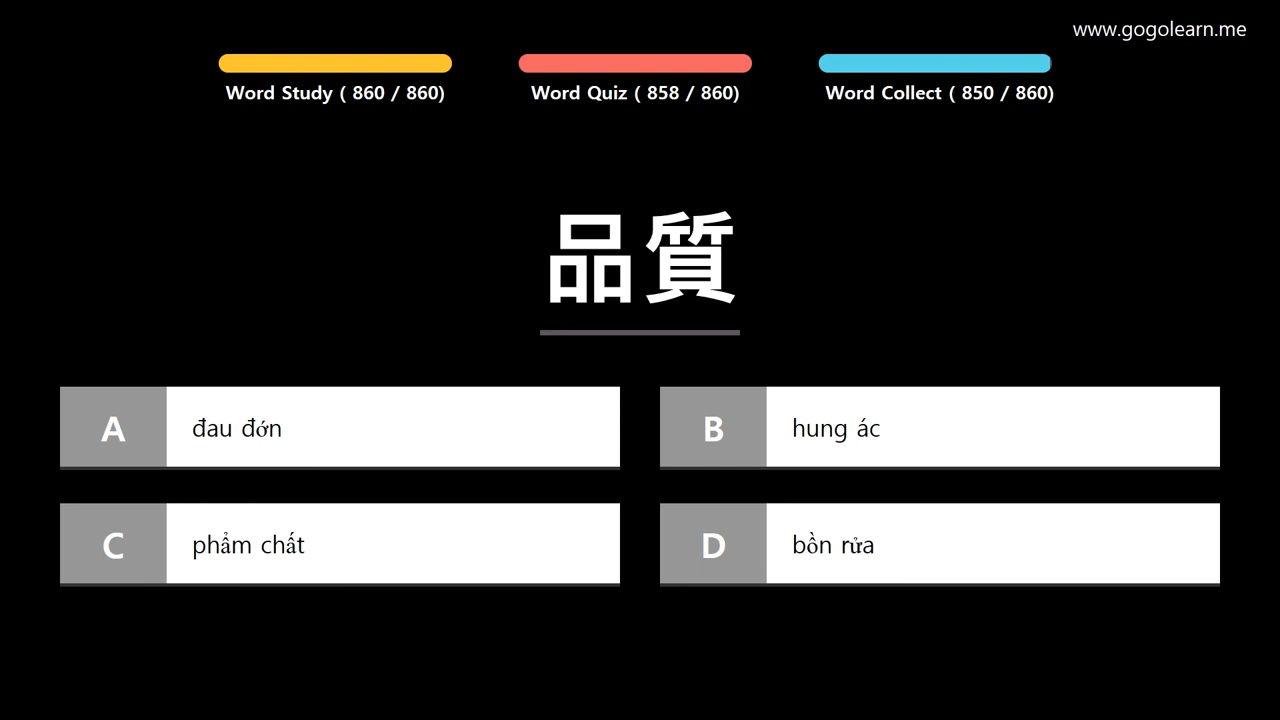 www.gogolearn.me
Word Study ( 860 / 860)
Word Quiz ( 858 / 860)
Word Collect ( 850 / 860)
品質
A
đau đớn
B
hung ác
C
phẩm chất
D
bồn rửa